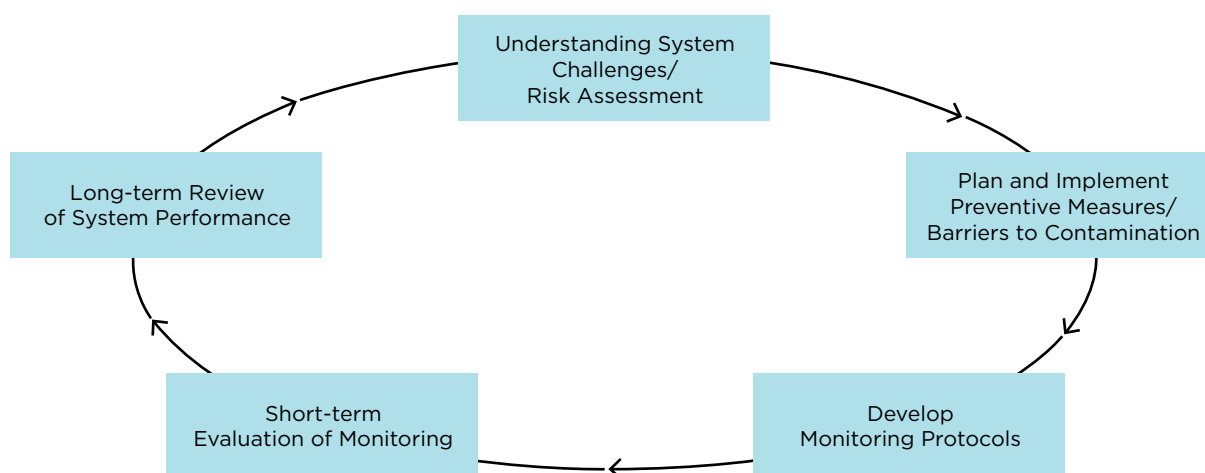 Understanding System
Challenges/
Risk Assessment
Plan and Implement
Preventive Measures/
Barriers to Contamination
Develop
Monitoring Protocols
Short-term
Evaluation of Monitoring
Long-term Review
of System Performance